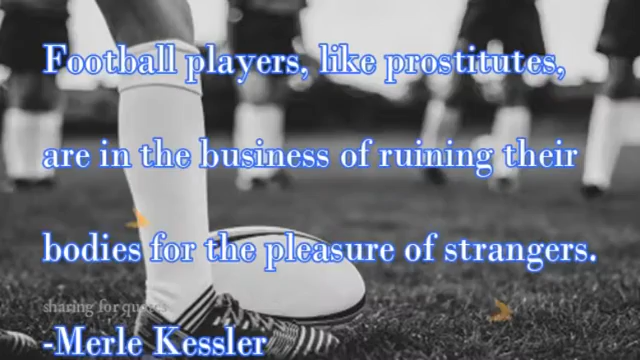 Football players, like prostitutes,
are in the business of ruining their
bodies for the pleasure of strangers.
sharing for quotes
-Merle Kessler